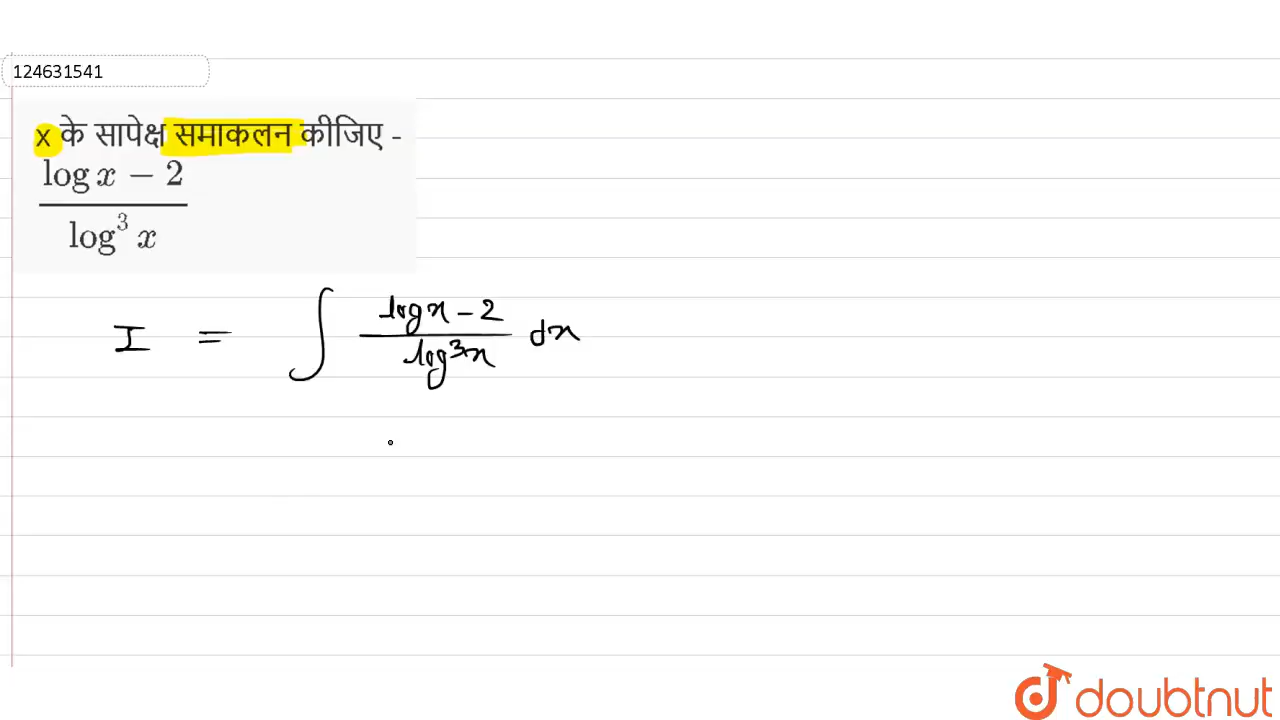 124631541
x के सापेक्ष समाकलन कीजिए -
log x − 2
log³ x
I = ∫ log x − 2 / log³x dx
doubtnut